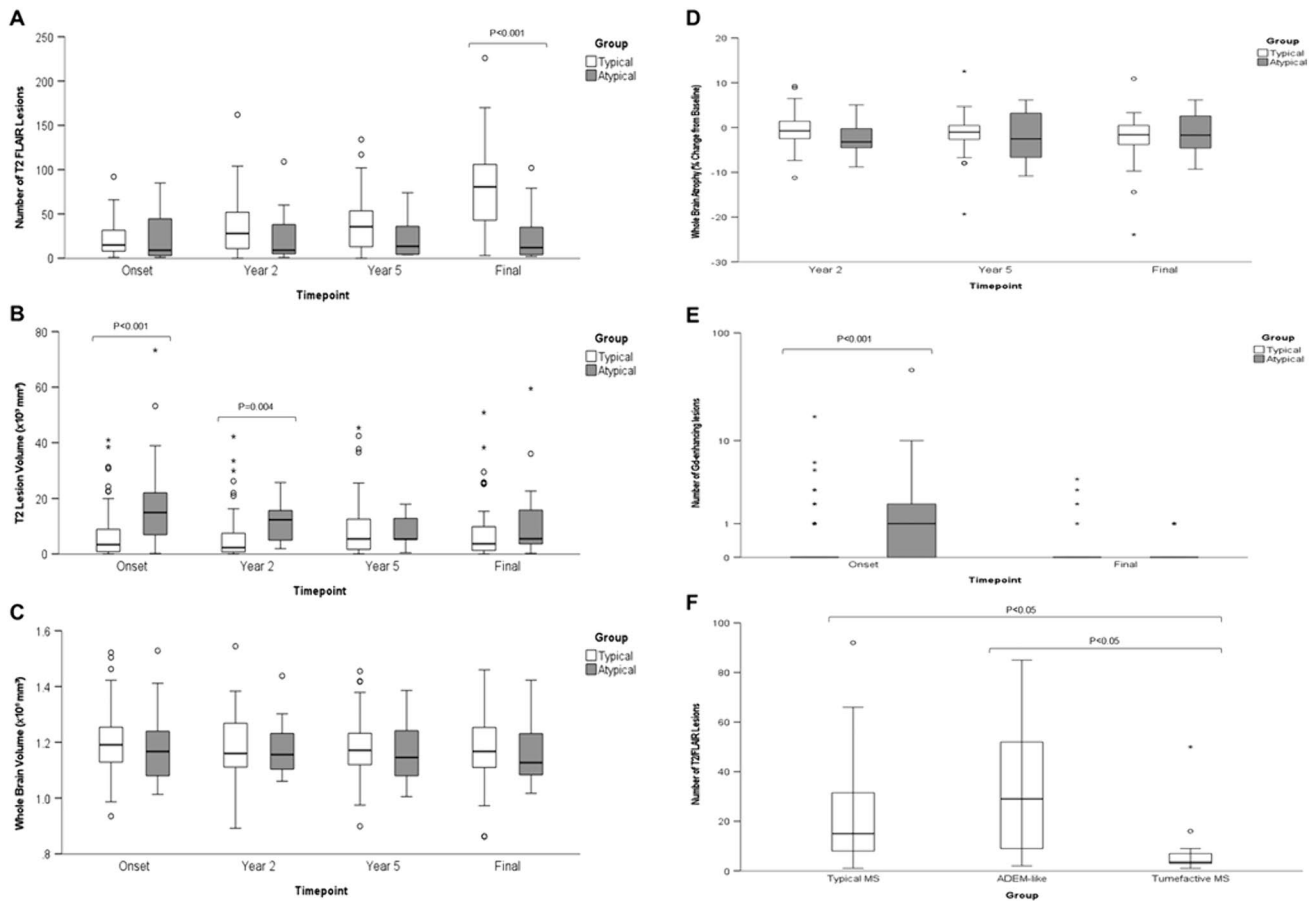 A
Number of T2 FLAIR Lesions
250
200
150
100
50
0
P<0.001
Group
Typical
Atypical
Onset Year 2 Year 5 Final
Timepoint
B
T2 Lesion Volume (x10³ mm³)
80
60
40
20
0
P<0.001
P=0.004
Group
Typical
Atypical
Onset Year 2 Year 5 Final
Timepoint
C
1.6
1.4
1.2
1.0
.8
Group
Typical
Atypical
Onset Year 2 Year 5 Final
Timepoint
D
Whole Brain Atrophy (% Change from Baseline)
20
10
0
-10
-20
-30
Group
Typical
Atypical
Year 2 Year 5 Final
Timepoint
E
Number of Gd-enhancing lesions
100
10
1
0
P<0.001
Group
Typical
Atypical
Onset Final
Timepoint
F
Number of T2/FLAIR Lesions
100
80
60
40
20
0
P<0.05
P<0.05
Typical MS ADEM-like Tumefactive MS
Group